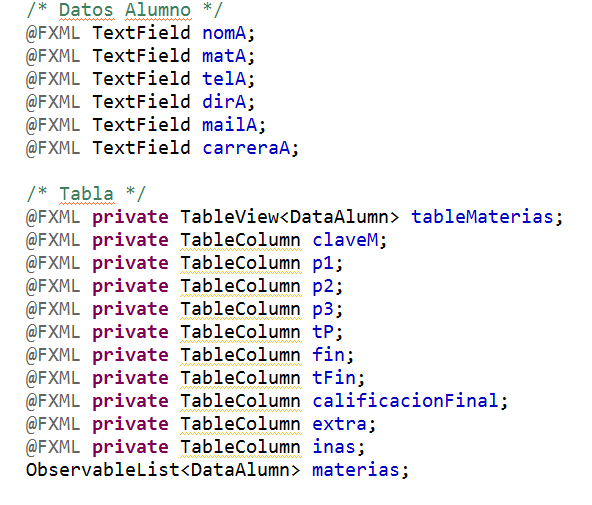 /* Datos Alumno */
@FXML TextField nomA;
@FXML TextField matA;
@FXML TextField telA;
@FXML TextField dirA;
@FXML TextField mailA;
@FXML TextField carreraA;
/* Tabla */
@FXML private TableView<DataAlumn> tableMaterias;
@FXML private TableColumn claveM;
@FXML private TableColumn p1;
@FXML private TableColumn p2;
@FXML private TableColumn p3;
@FXML private TableColumn tP;
@FXML private TableColumn fin;
@FXML private TableColumn tFin;
@FXML private TableColumn calificacionFinal;
@FXML private TableColumn extra;
@FXML private TableColumn inas;
ObservableList<DataAlumn> materias;